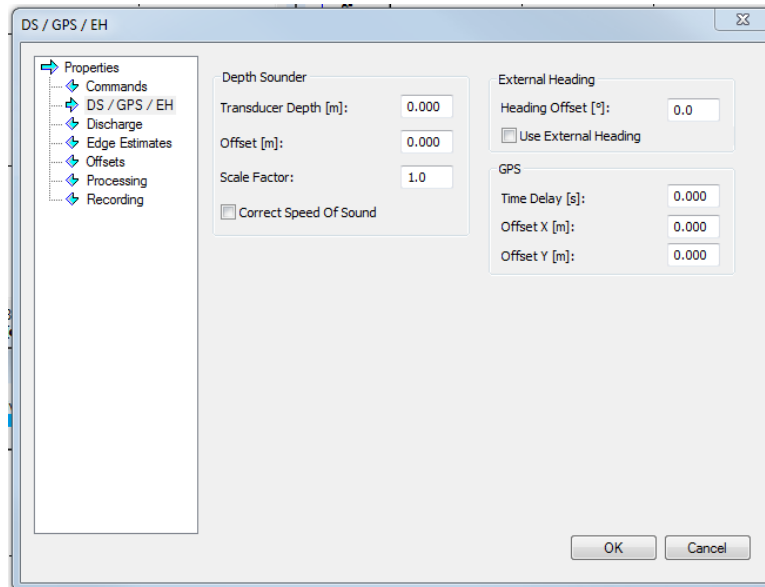 DS / GPS / EH
Properties
Commands
DS / GPS / EH
Discharge
Edge Estimates
Offsets
Processing
Recording
Depth Sounder
Transducer Depth [m]: 0.000
Offset [m]: 0.000
Scale Factor: 1.0
Correct Speed Of Sound
External Heading
Heading Offset [°]: 0.0
Use External Heading
GPS
Time Delay [s]: 0.000
Offset X [m]: 0.000
Offset Y [m]: 0.000
OK Cancel